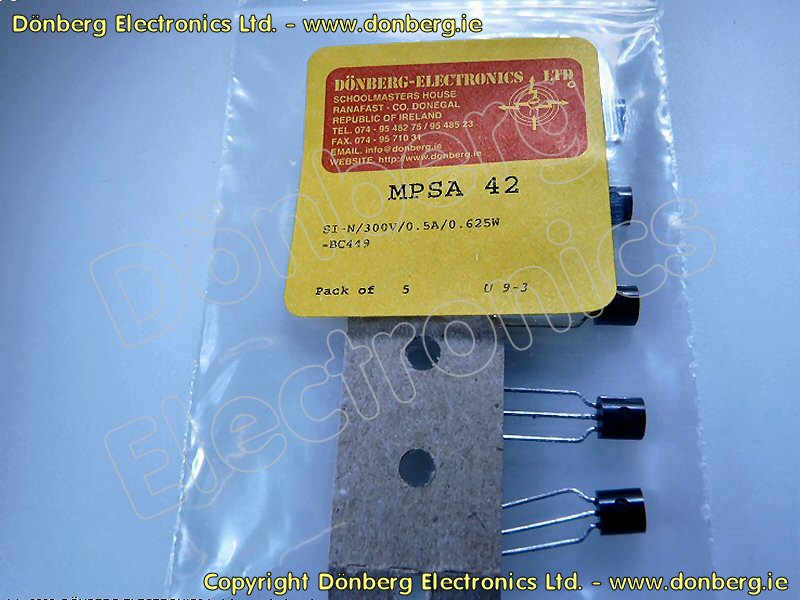 Dönberg Electronics Ltd. - www.dönberg.ie
DÖNBERG-ELECTRONICS LTD
SCHOOLMASTERS HOUSE
RANAFAST - CO. DONEGAL
REPUBLIC OF IRELAND
TEL. 074 - 95 482 75 / 95 485 23
FAX. 074 - 95 710 31
EMAIL. info@donberg.ie
WEBSITE. http://www.donberg.ie
MPSA 42
SI-N/300V/0.5A/0.625W
-BC449
Pack of 5 U 9-3
Dönberg
Electronics
Copyright Dönberg Electronics Ltd. - www.dönberg.ie